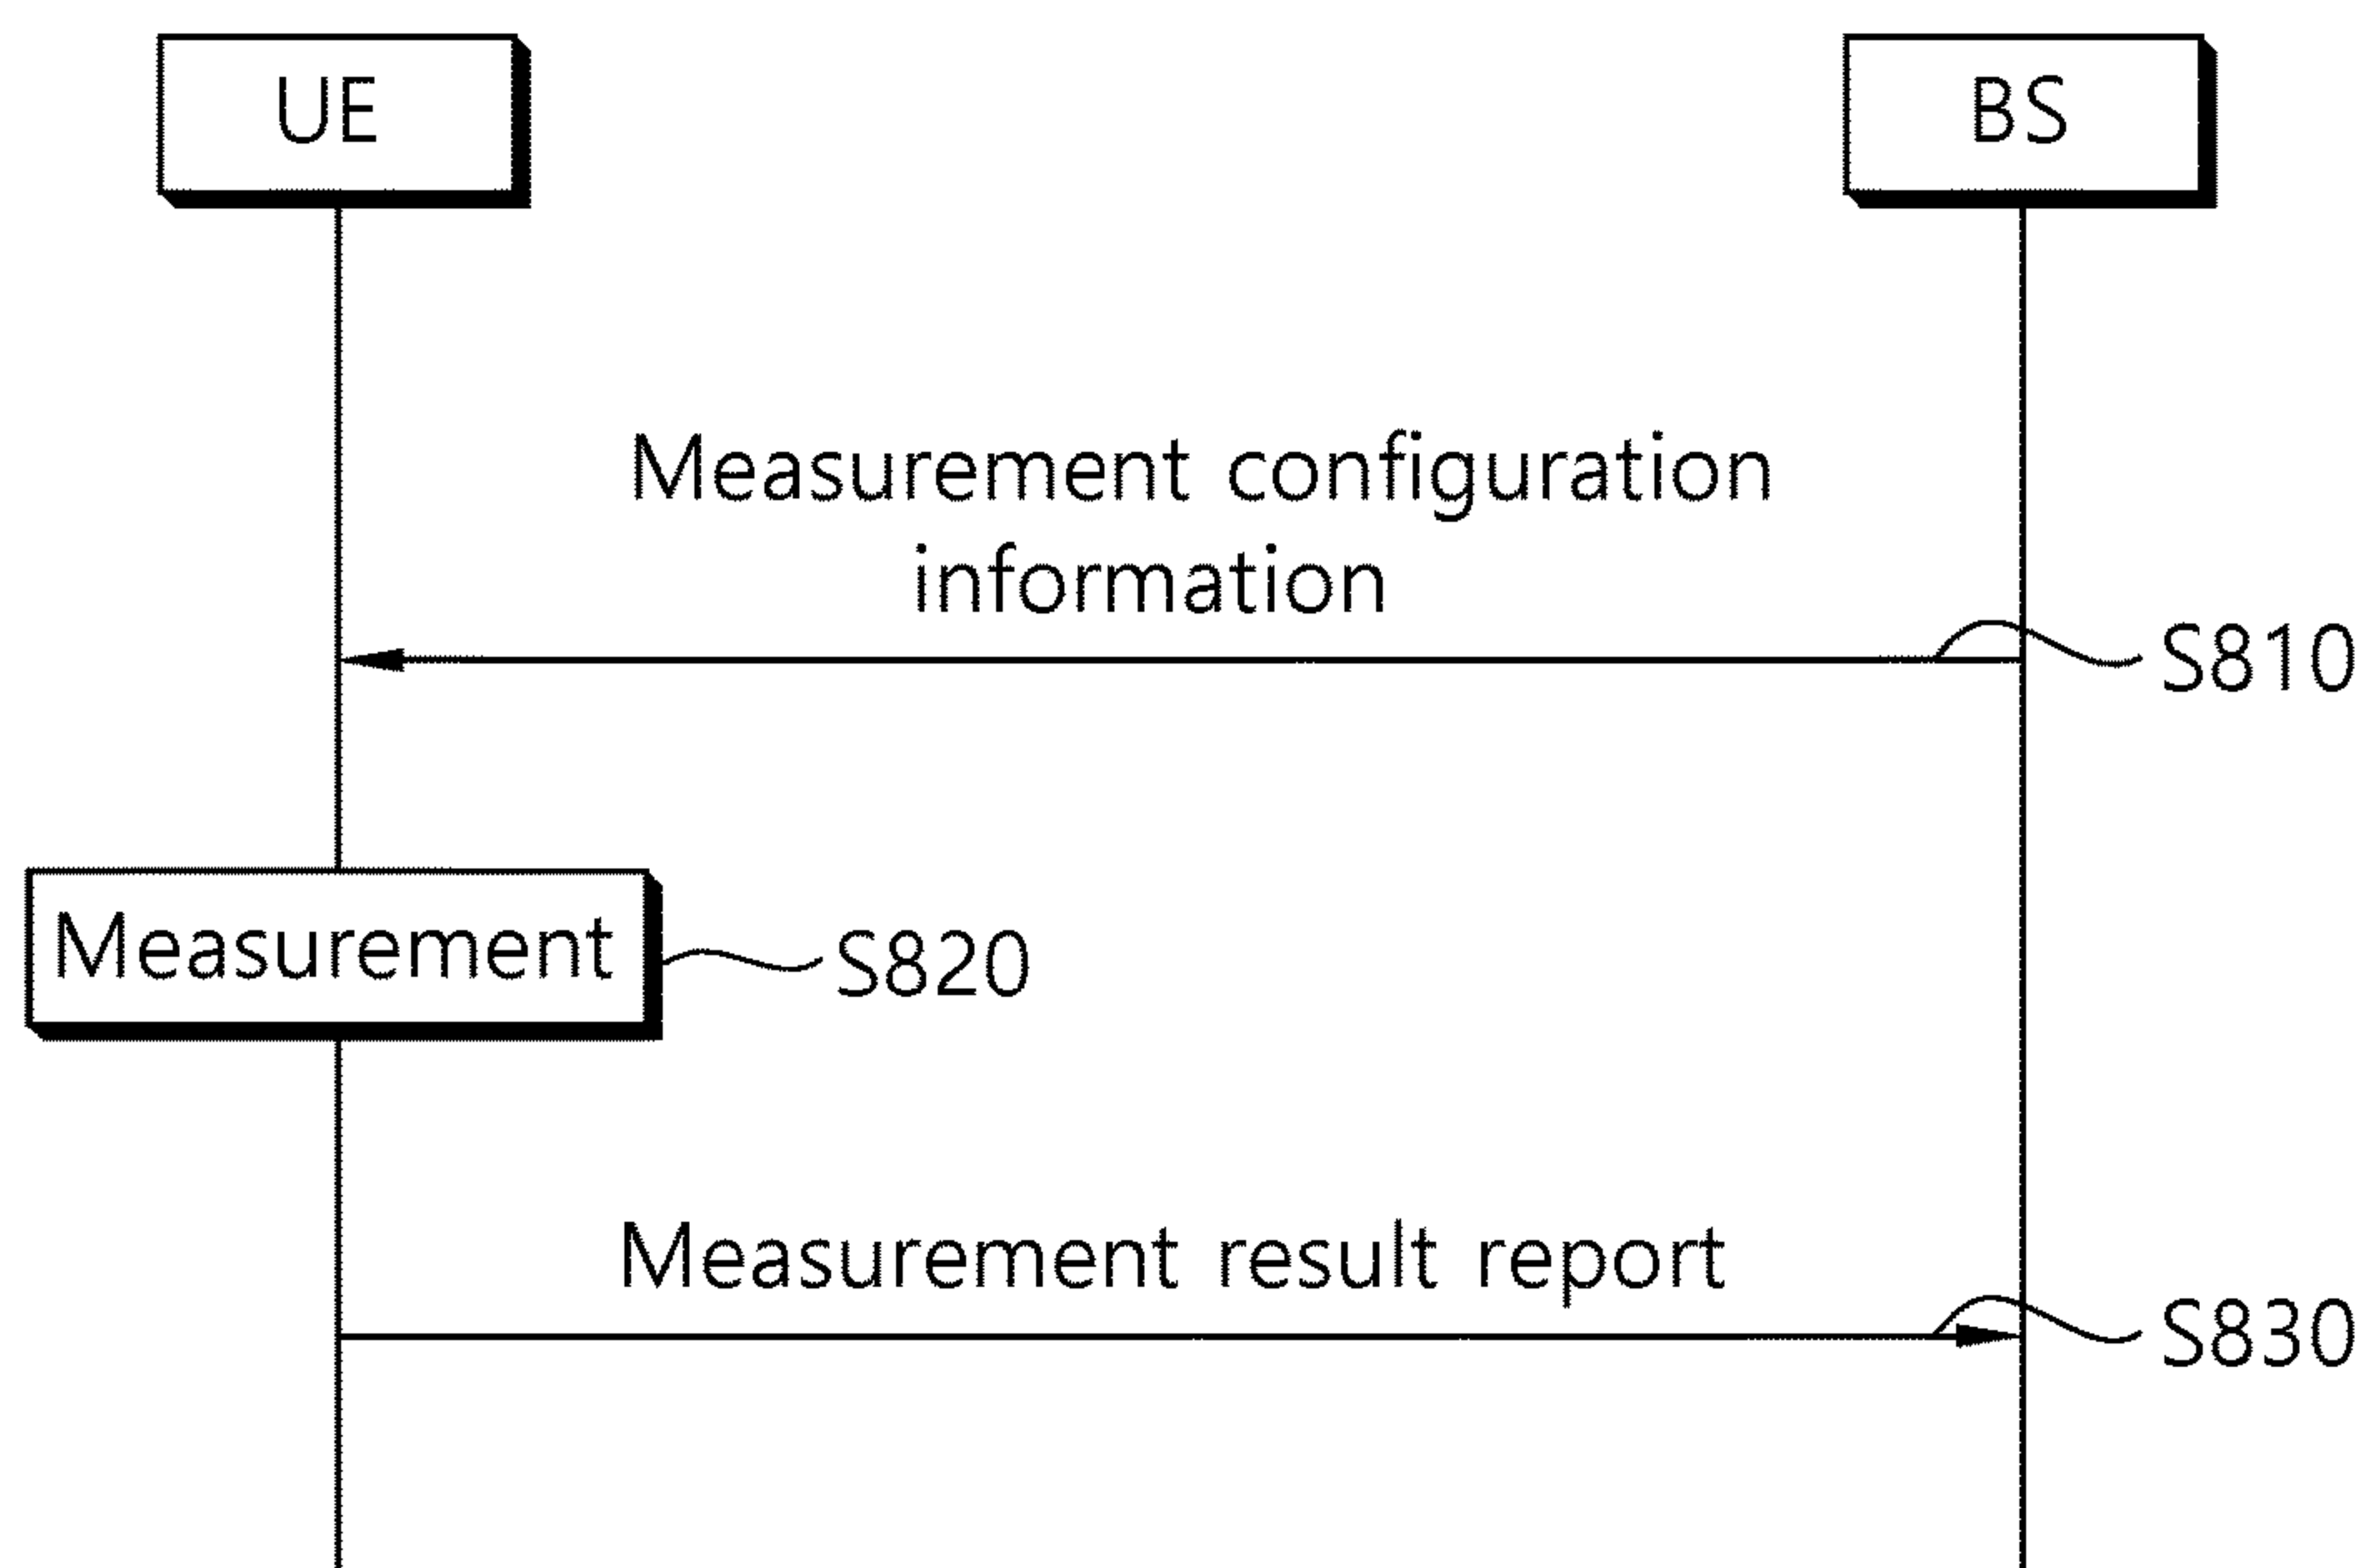 UE
BS
Measurement configuration
information
S810
Measurement
S820
Measurement result report
S830